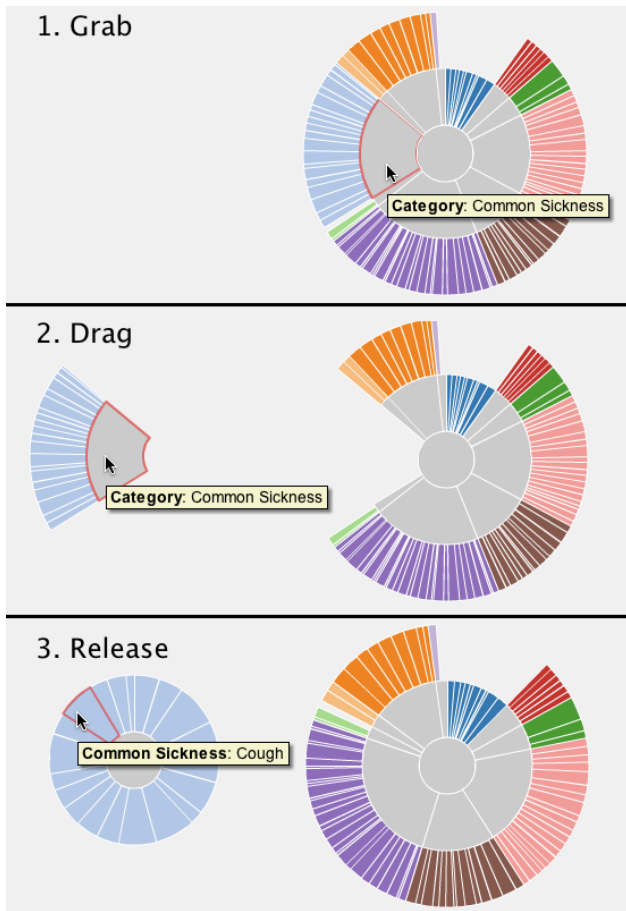 1. Grab
Category: Common Sickness
2. Drag
Category: Common Sickness
3. Release
Common Sickness: Cough